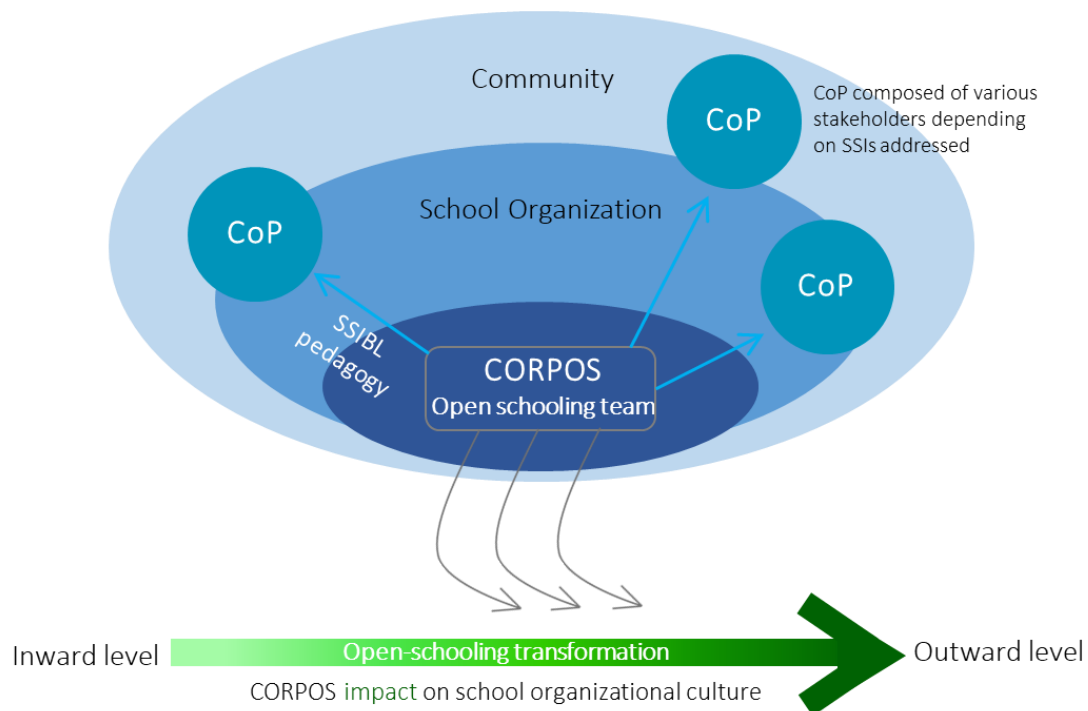 Community
CoP
CoP composed of various
stakeholders depending
on SSIs addressed
School Organization
CoP
CoP
SSIBL
pedagogy
CORPOS
Open schooling team
Inward level
Open-schooling transformation
Outward level
CORPOS impact on school organizational culture